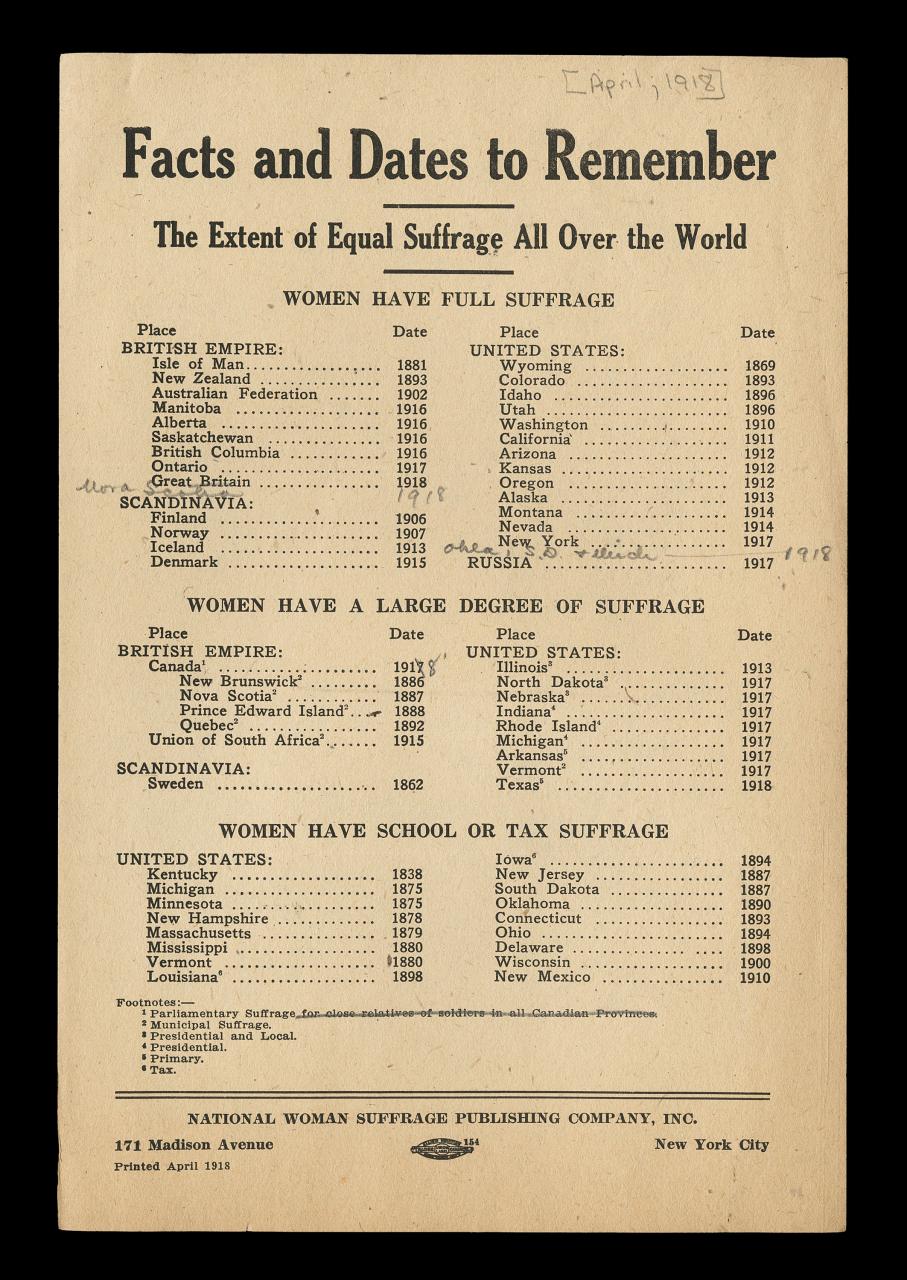 [April, 1918]
Facts and Dates to Remember
The Extent of Equal Suffrage All Over the World
WOMEN HAVE FULL SUFFRAGE
Place Date
BRITISH EMPIRE:
Isle of Man.................. 1881
New Zealand ................ 1893
Australian Federation ....... 1902
Manitoba ................... 1916
Alberta ..................... 1916
Saskatchewan .............. 1916
British Columbia ............ 1916
Ontario ..................... 1917
Great Britain ................ 1918
Nova Scotia 1918
SCANDINAVIA:
Finland ..................... 1906
Norway ..................... 1907
Iceland ..................... 1913
Denmark .................... 1915
Place Date
UNITED STATES:
Wyoming ................... 1869
Colorado .................... 1893
Idaho ....................... 1896
Utah ........................ 1896
Washington ................. 1910
California ................... 1911
Arizona ..................... 1912
Kansas ...................... 1912
Oregon ...................... 1912
Alaska ...................... 1913
Montana .................... 1914
Nevada ..................... 1914
New York ................... 1917
Okla, S.D. & Mich 1918
RUSSIA ......................... 1917
WOMEN HAVE A LARGE DEGREE OF SUFFRAGE
Place Date
BRITISH EMPIRE:
Canada¹ ...................... 1917 8
New Brunswick² ......... 1886
Nova Scotia² ............ 1887
Prince Edward Island².... 1888
Quebec² ................. 1892
Union of South Africa²....... 1915
SCANDINAVIA:
Sweden ...................... 1862
Place Date
UNITED STATES:
Illinois³ ...................... 1913
North Dakota³ ............... 1917
Nebraska³ .................... 1917
Indiana⁴ ..................... 1917
Rhode Island⁴ ................ 1917
Michigan⁴ .................... 1917
Arkansas⁵ .................... 1917
Vermont² .................... 1917
Texas⁵ ....................... 1918
WOMEN HAVE SCHOOL OR TAX SUFFRAGE
UNITED STATES:
Kentucky ................... 1838
Michigan .................... 1875
Minnesota ................... 1875
New Hampshire ............. 1878
Massachusetts ............... 1879
Mississippi .................. 1880
Vermont .................... 1880
Louisiana⁶ ................... 1898
Iowa⁶ ........................ 1894
New Jersey .................. 1887
South Dakota ................ 1887
Oklahoma ................... 1890
Connecticut ................. 1893
Ohio ........................ 1894
Delaware .................... 1898
Wisconsin ................... 1900
New Mexico ................. 1910
Footnotes:—
¹ Parliamentary Suffrage for close relatives of soldiers in all Canadian Provinces.
² Municipal Suffrage.
³ Presidential and Local.
⁴ Presidential.
⁵ Primary.
⁶ Tax.
NATIONAL WOMAN SUFFRAGE PUBLISHING COMPANY, INC.
171 Madison Avenue 154 New York City
Printed April 1918